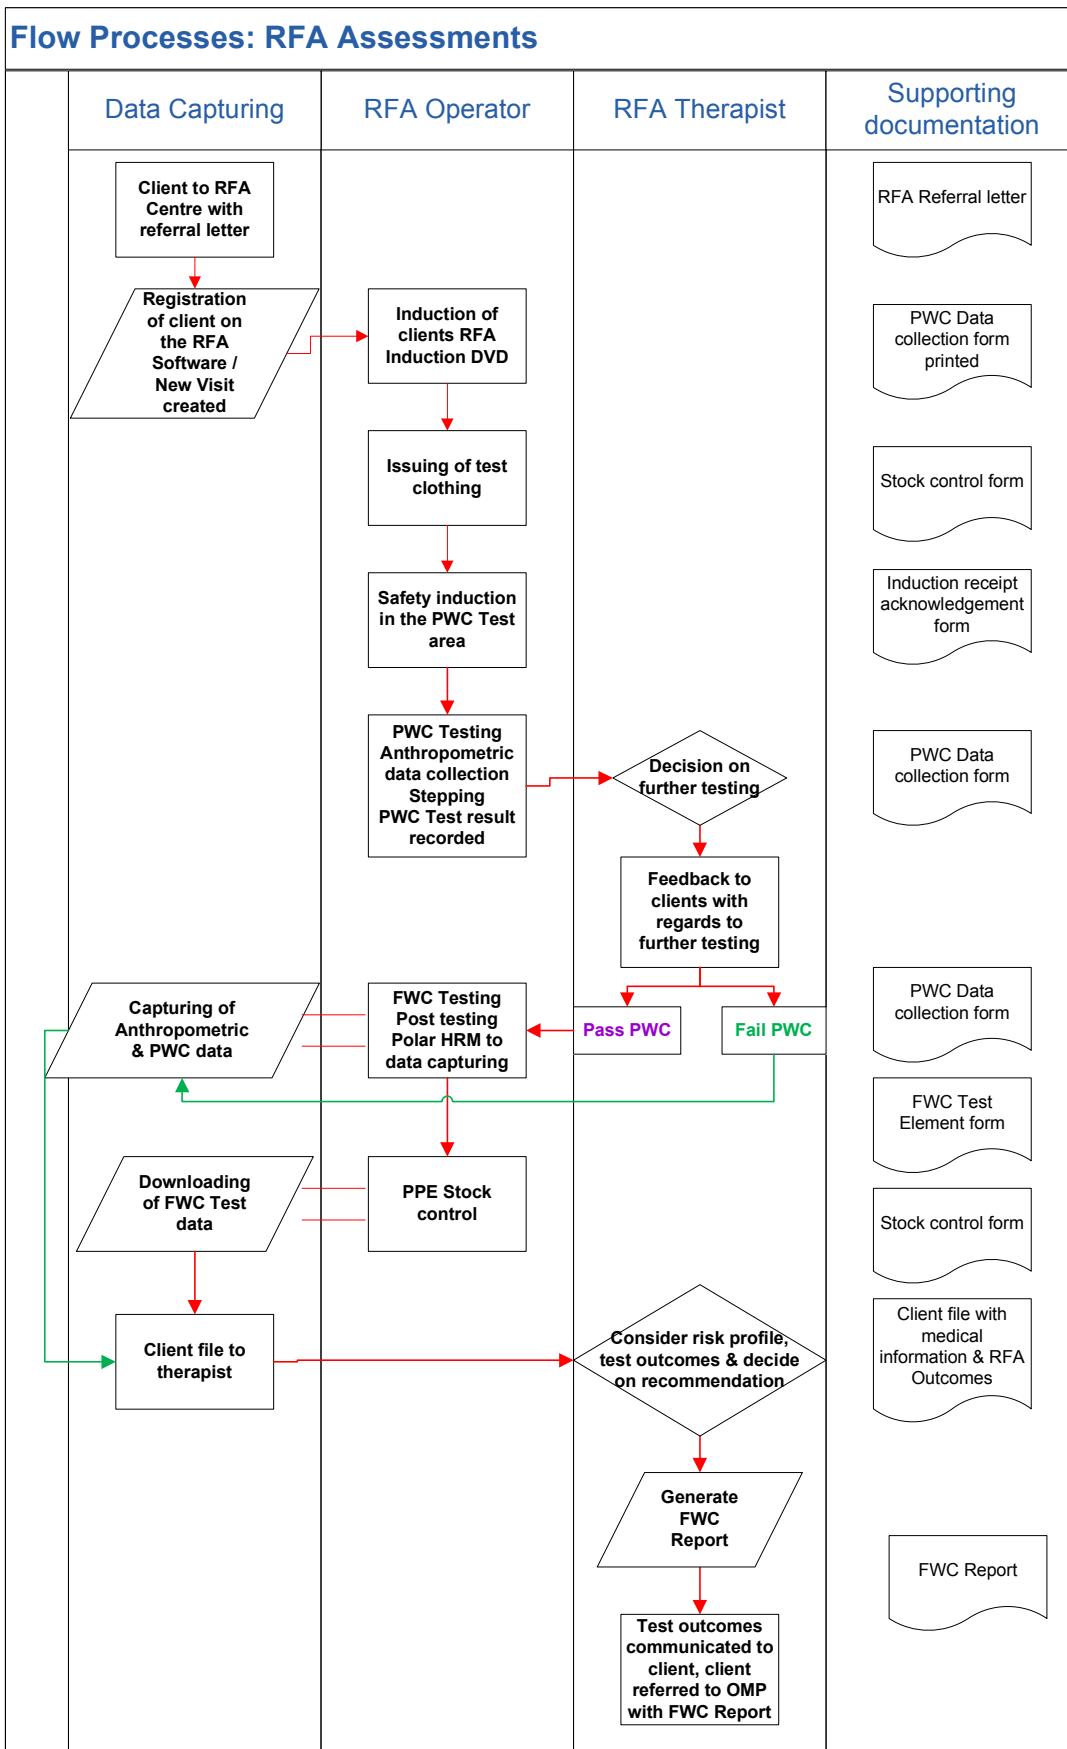 Flow Processes: RFA Assessments
Data Capturing
RFA Operator
RFA Therapist
Supporting
documentation
Client to RFA
Centre with
referral letter
RFA Referral letter
Registration
of client on
the RFA
Software /
New Visit
created
Induction of
clients RFA
Induction DVD
PWC Data
collection form
printed
Issuing of test
clothing
Stock control form
Safety induction
in the PWC Test
area
Induction receipt
acknowledgement
form
PWC Testing
Anthropometric
data collection
Stepping
PWC Test result
recorded
Decision on
further testing
PWC Data
collection form
Feedback to
clients with
regards to
further testing
Capturing of
Anthropometric
& PWC data
FWC Testing
Post testing
Polar HRM to
data capturing
Pass PWC
Fail PWC
PWC Data
collection form
FWC Test
Element form
Downloading
of FWC Test
data
PPE Stock
control
Stock control form
Client file to
therapist
Consider risk profile,
test outcomes & decide
on recommendation
Client file with
medical
information & RFA
Outcomes
Generate
FWC
Report
FWC Report
Test outcomes
communicated to
client, client
referred to OMP
with FWC Report